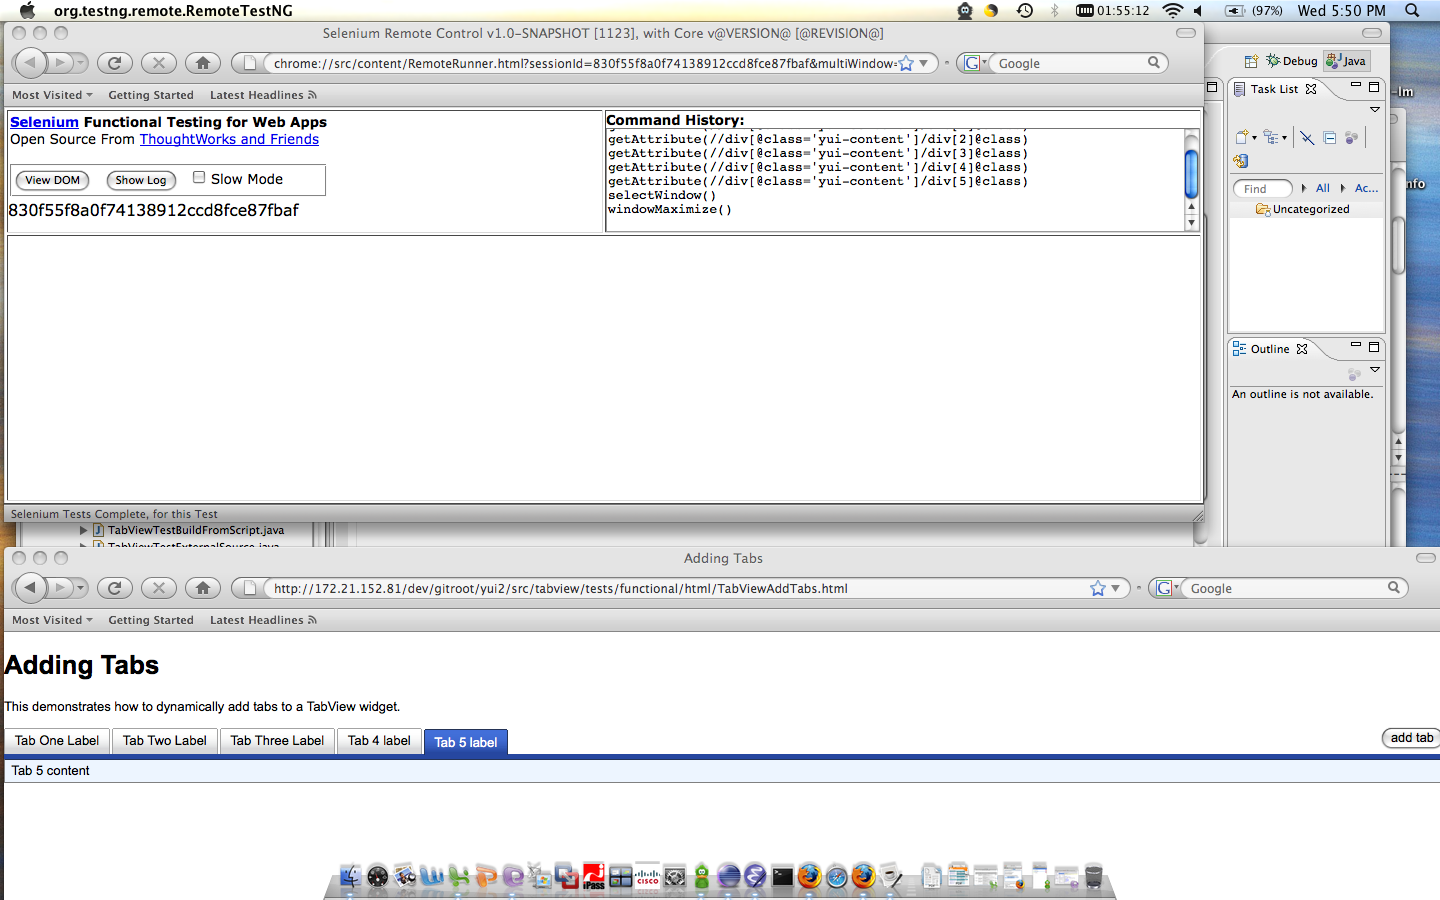 org.testng.remote.RemoteTestNG
01:55:12
(97%)
Wed 5:50 PM
Selenium Remote Control v1.0-SNAPSHOT [1123], with Core v@VERSION@ [@REVISION@]
chrome://src/content/RemoteRunner.html?sessionId=830f55f8a0f74138912ccd8fce87fbaf&multiWindow=
Google
Most Visited
Getting Started
Latest Headlines
Selenium Functional Testing for Web Apps
Open Source From ThoughtWorks and Friends
View DOM
Show Log
Slow Mode
830f55f8a0f74138912ccd8fce87fbaf
Command History:
getAttribute(//div[@class='yui-content']/div[2]@class)
getAttribute(//div[@class='yui-content']/div[3]@class)
getAttribute(//div[@class='yui-content']/div[4]@class)
getAttribute(//div[@class='yui-content']/div[5]@class)
selectWindow()
windowMaximize()
Selenium Tests Complete, for this Test
Debug
Java
Task List
Find
All
Ac...
Uncategorized
Outline
An outline is not available.
-lm
nfo
TabViewTestBuildFromScript.java
TabViewTestExternalSource.java
Adding Tabs
http://172.21.152.81/dev/gitroot/yui2/src/tabview/tests/functional/html/TabViewAddTabs.html
Google
Most Visited
Getting Started
Latest Headlines
Adding Tabs
This demonstrates how to dynamically add tabs to a TabView widget.
Tab One Label
Tab Two Label
Tab Three Label
Tab 4 label
Tab 5 label
add tab
Tab 5 content
iPass
CISCO